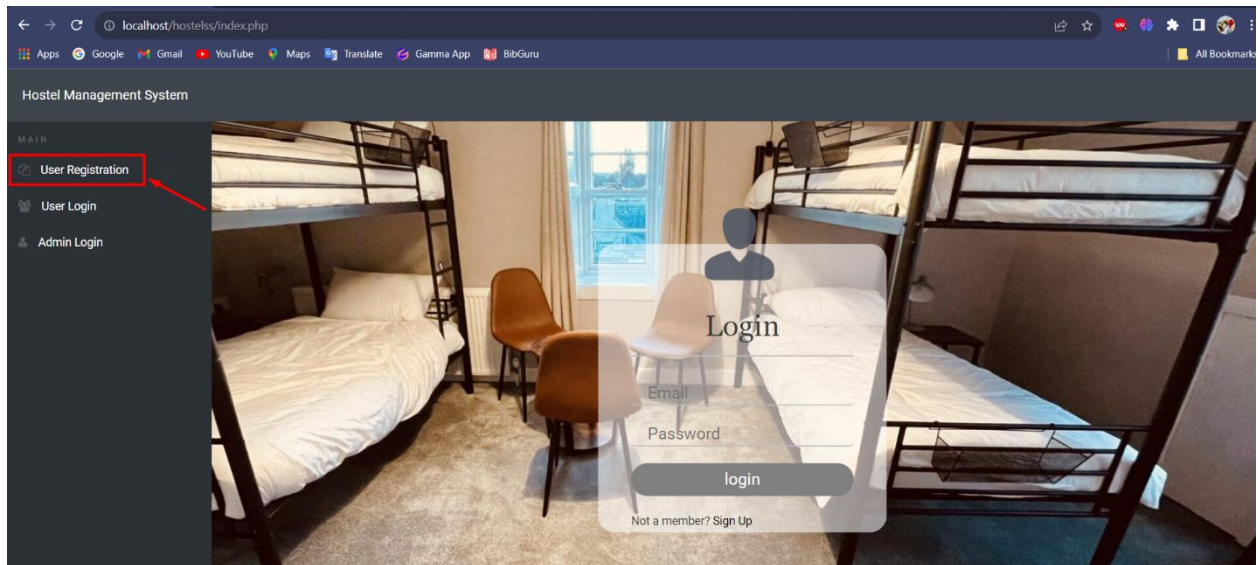 localhost/hostelss/index.php
Apps Google Gmail YouTube Maps Translate Gamma App BibGuru All Bookmarks
Hostel Management System
MAIN
User Registration
User Login
Admin Login
Login
Email
Password
login
Not a member? Sign Up